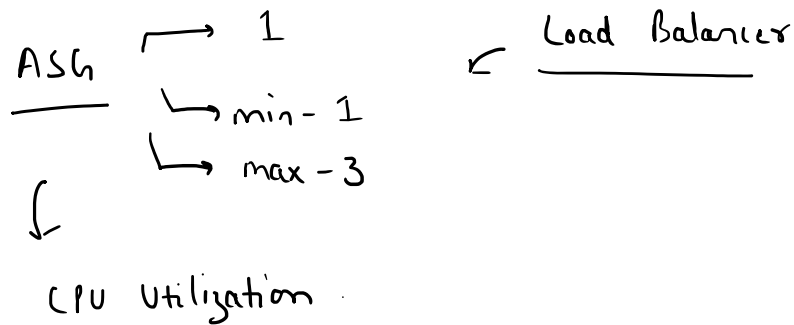 ASG
1
min - 1
max - 3
Load Balancer
CPU Utilization